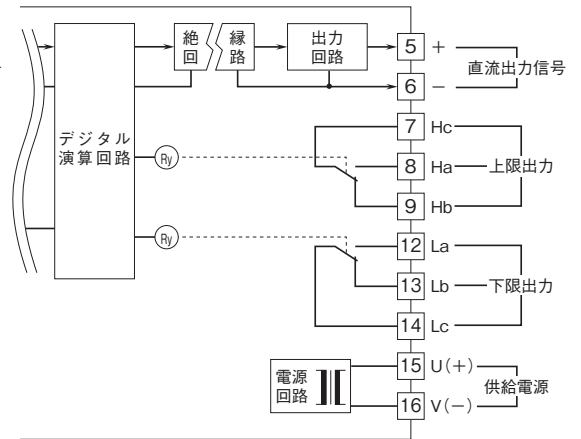 絶縁
回路
出力
回路
5 +
6 −
直流出力信号
デジタル
演算回路
Ry
Ry
7 Hc
8 Ha
9 Hb
上限出力
12 La
13 Lb
14 Lc
下限出力
電源
回路
15 U(+)
16 V(−)
供給電源